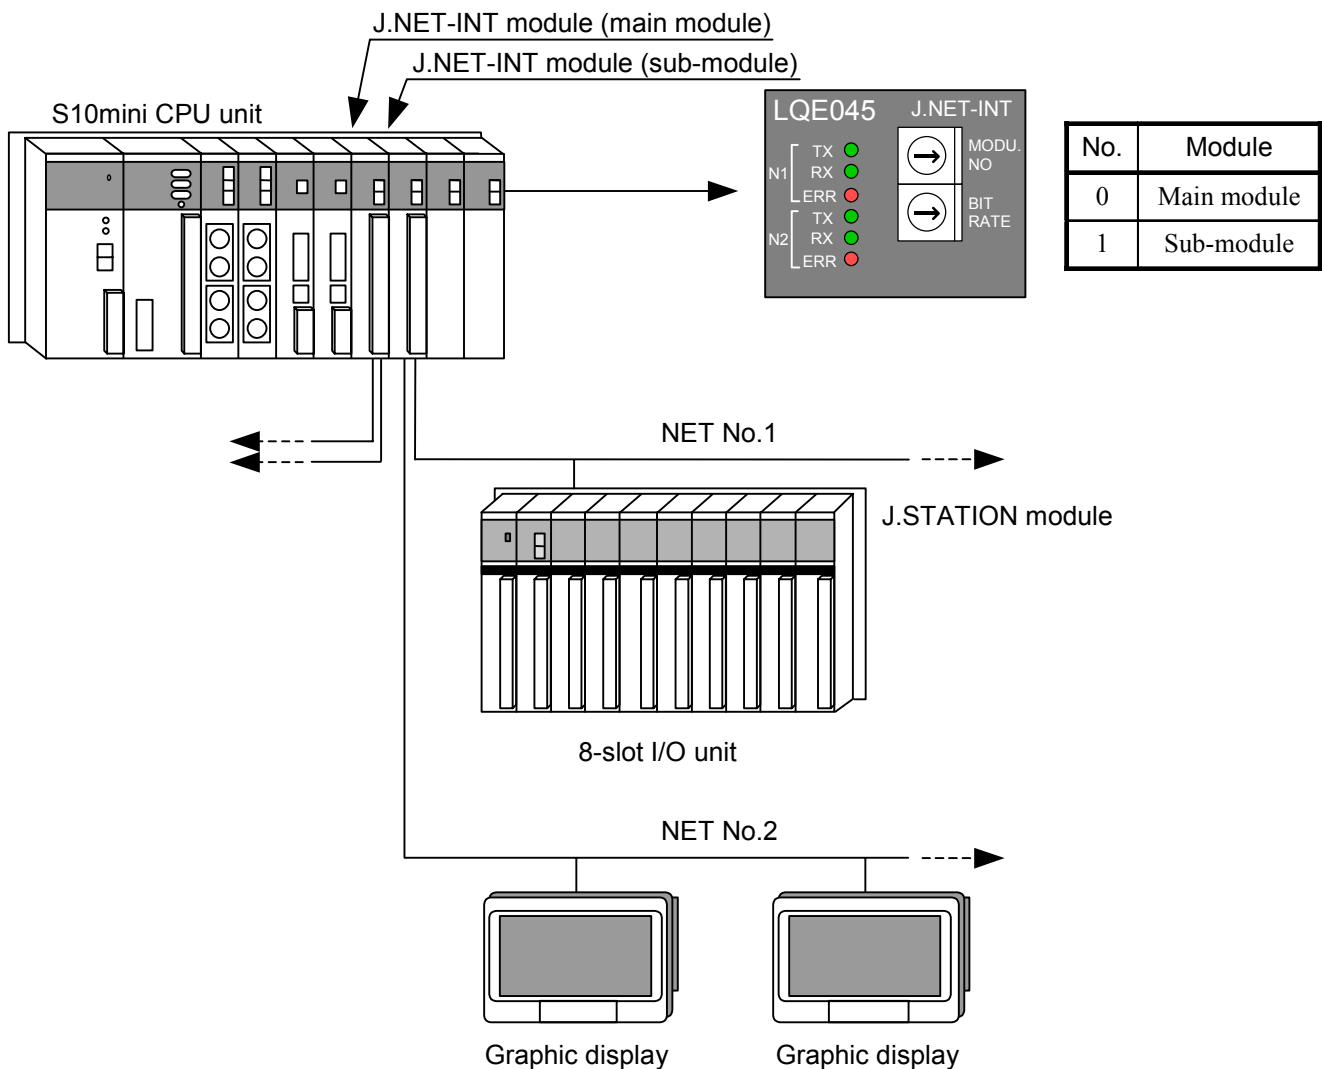 J.NET-INT module (main module)
J.NET-INT module (sub-module)
S10mini CPU unit
LQE045 J.NET-INT
N1
TX
RX
ERR
N2
TX
RX
ERR
MODU.
NO
BIT
RATE
No. Module
0 Main module
1 Sub-module
NET No.1
J.STATION module
8-slot I/O unit
NET No.2
Graphic display Graphic display